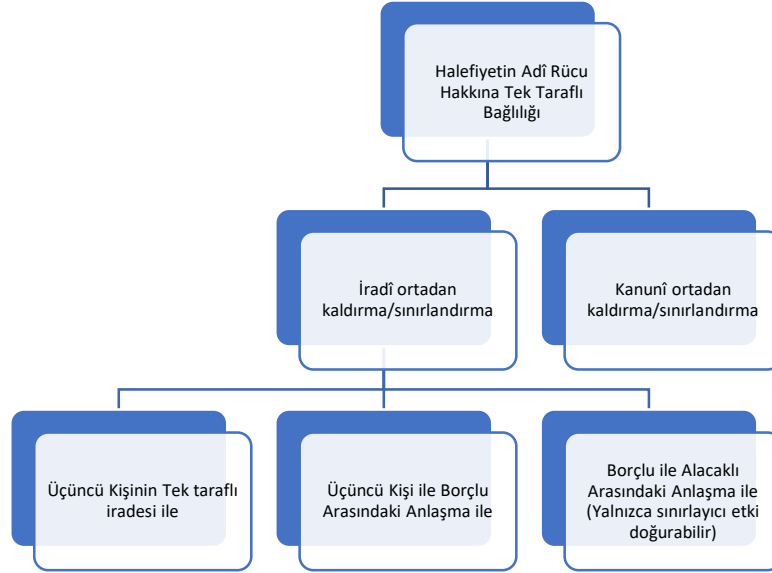 Halefiyetin Adî Rücu
Hakkına Tek Taraflı
Bağlılığı
İradî ortadan
kaldırma/sınırlandırma
Kanunî ortadan
kaldırma/sınırlandırma
Üçüncü Kişinin Tek taraflı
iradesi ile
Üçüncü Kişi ile Borçlu
Arasındaki Anlaşma ile
Borçlu ile Alacaklı
Arasındaki Anlaşma ile
(Yalnızca sınırlayıcı etki
doğurabilir)